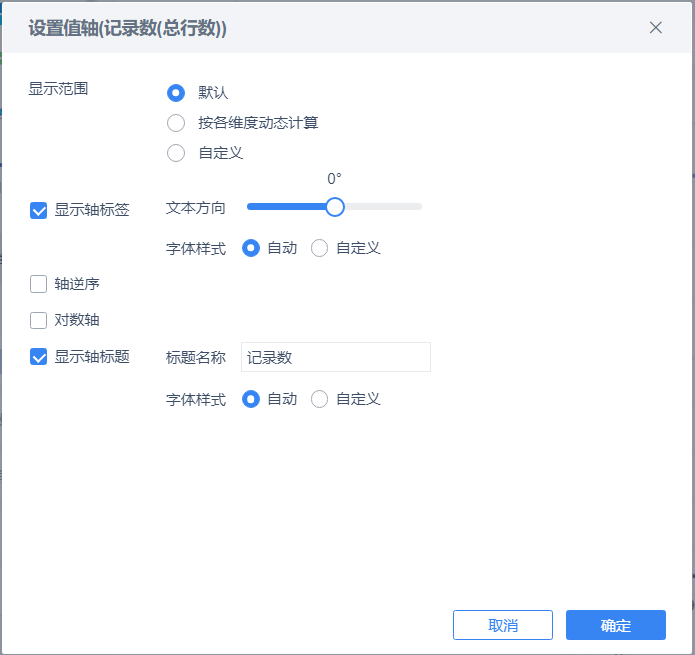 设置值轴(记录数(总行数))
显示范围
默认
按各维度动态计算
自定义
0°
显示轴标签 文本方向
字体样式 自动 自定义
轴逆序
对数轴
显示轴标题 标题名称 记录数
字体样式 自动 自定义
取消 确定